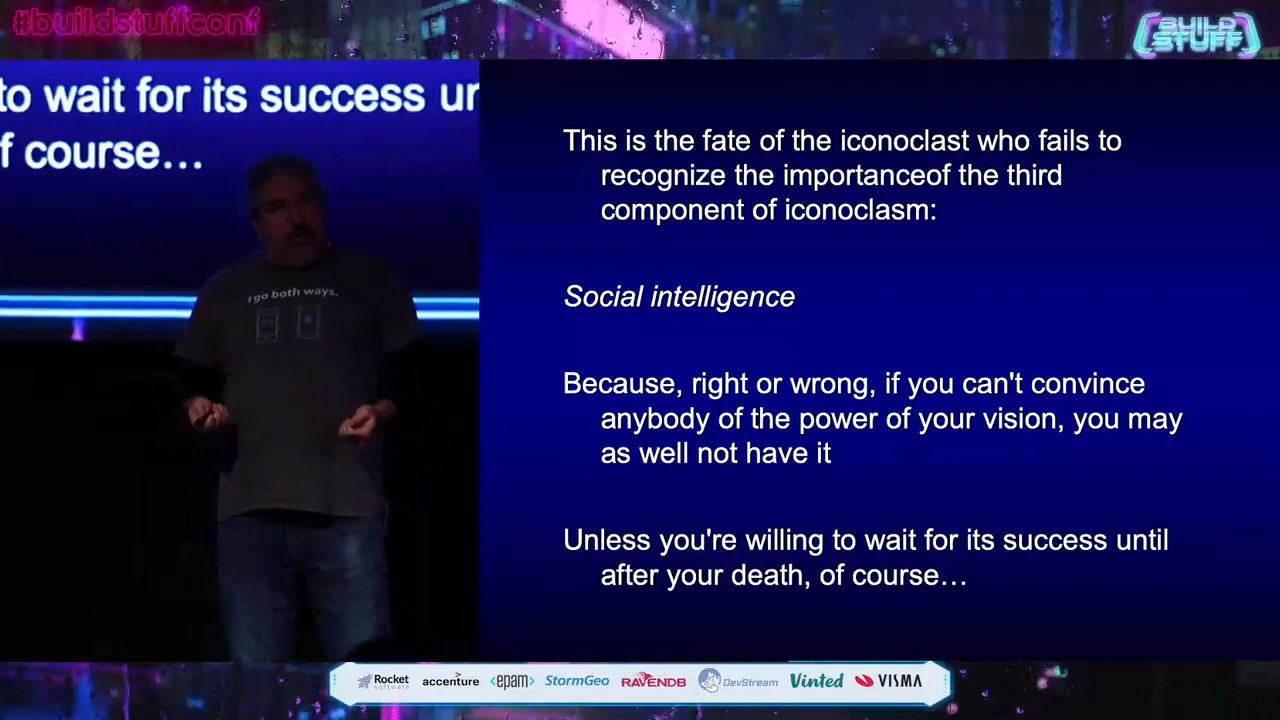 #buildstuffconf
BUILD
STUFF
to wait for its success un
f course…
I go both ways.
This is the fate of the iconoclast who fails to
recognize the importanceof the third
component of iconoclasm:
Social intelligence
Because, right or wrong, if you can't convince
anybody of the power of your vision, you may
as well not have it
Unless you're willing to wait for its success until
after your death, of course…
Rocket
software
accenture
<epam>
StormGeo
RAVENDB
DevStream
Vinted
VISMA